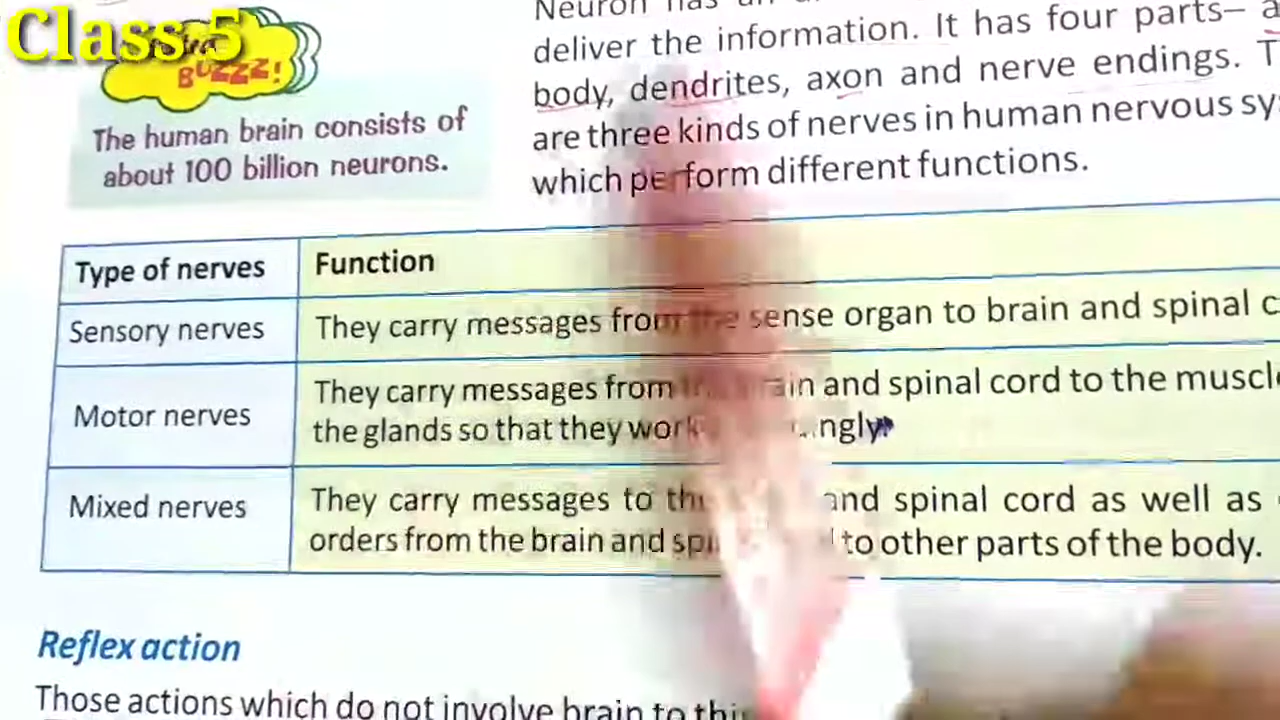 Class 5
BUZZZ!
The human brain consists of
about 100 billion neurons.
Neuron has an
deliver the information. It has four parts–
body, dendrites, axon and nerve endings.
are three kinds of nerves in human nervous
which perform different functions.
Type of nerves Function
Sensory nerves They carry messages from the sense organ to brain and spinal
Motor nerves They carry messages from and spinal cord to the
the glands so that they work
Mixed nerves They carry messages to and spinal cord as well as
orders from the brain and to other parts of the body.
Reflex action
Those actions which do not involve brain to